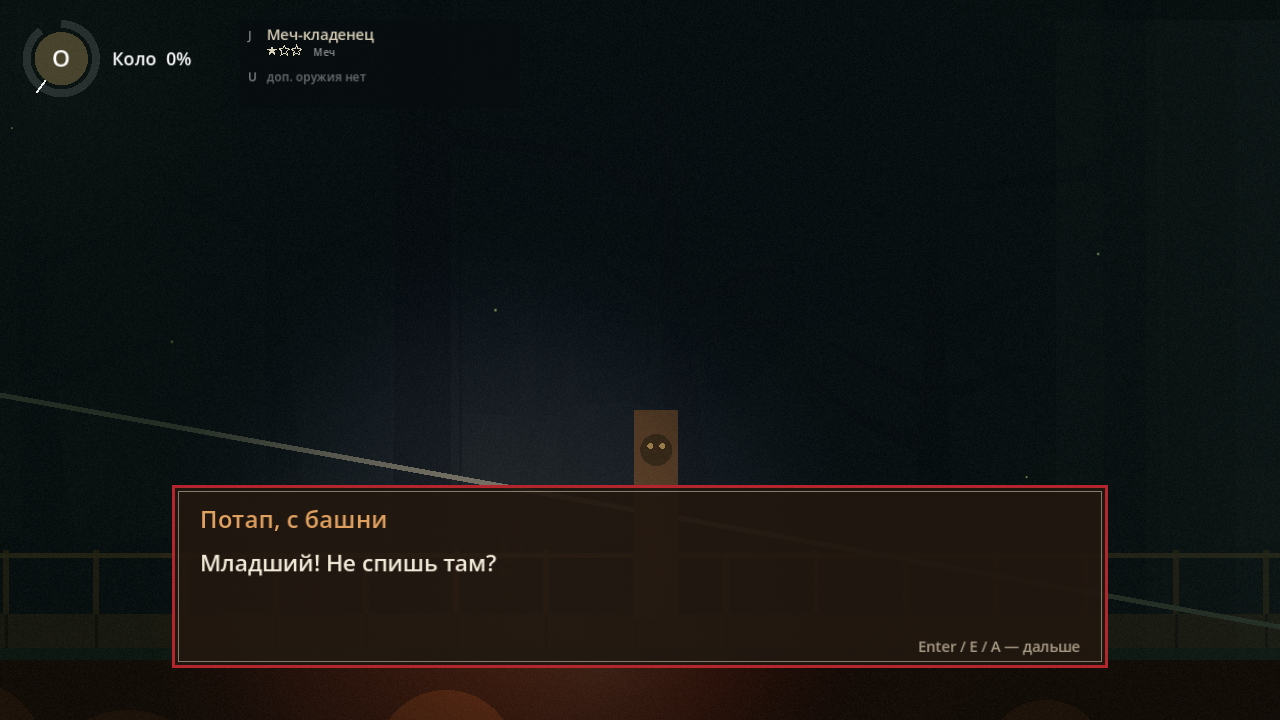 О
Коло 0%
J Меч-кладенец
★☆☆ Меч
U доп. оружия нет
Потап, с башни
Младший! Не спишь там?
Enter / E / A — дальше